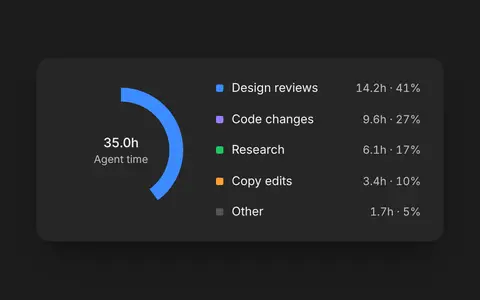 35.0h
Agent time
Design reviews 14.2h · 41%
Code changes 9.6h · 27%
Research 6.1h · 17%
Copy edits 3.4h · 10%
Other 1.7h · 5%